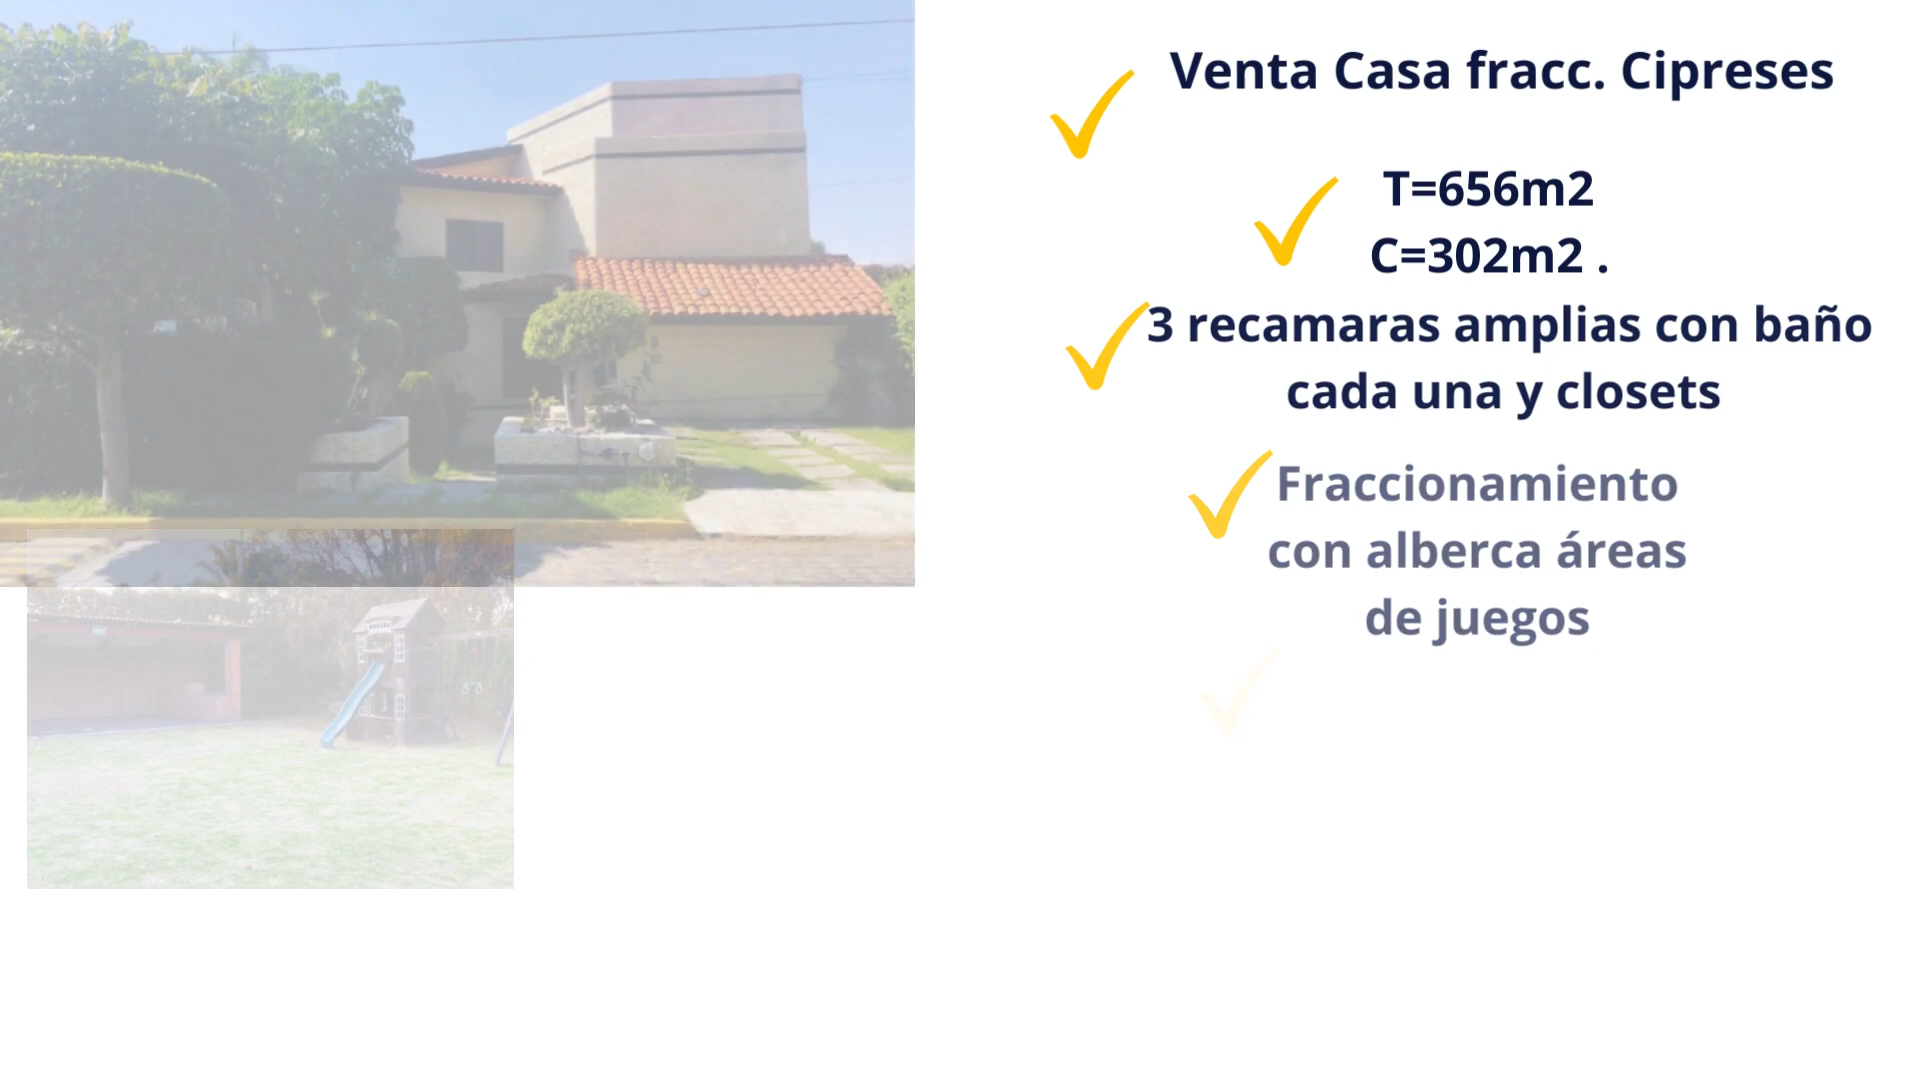 Venta Casa fracc. Cipreses
T=656m2
C=302m2 .
3 recamaras amplias con baño
cada una y closets
Fraccionamiento
con alberca áreas
de juegos